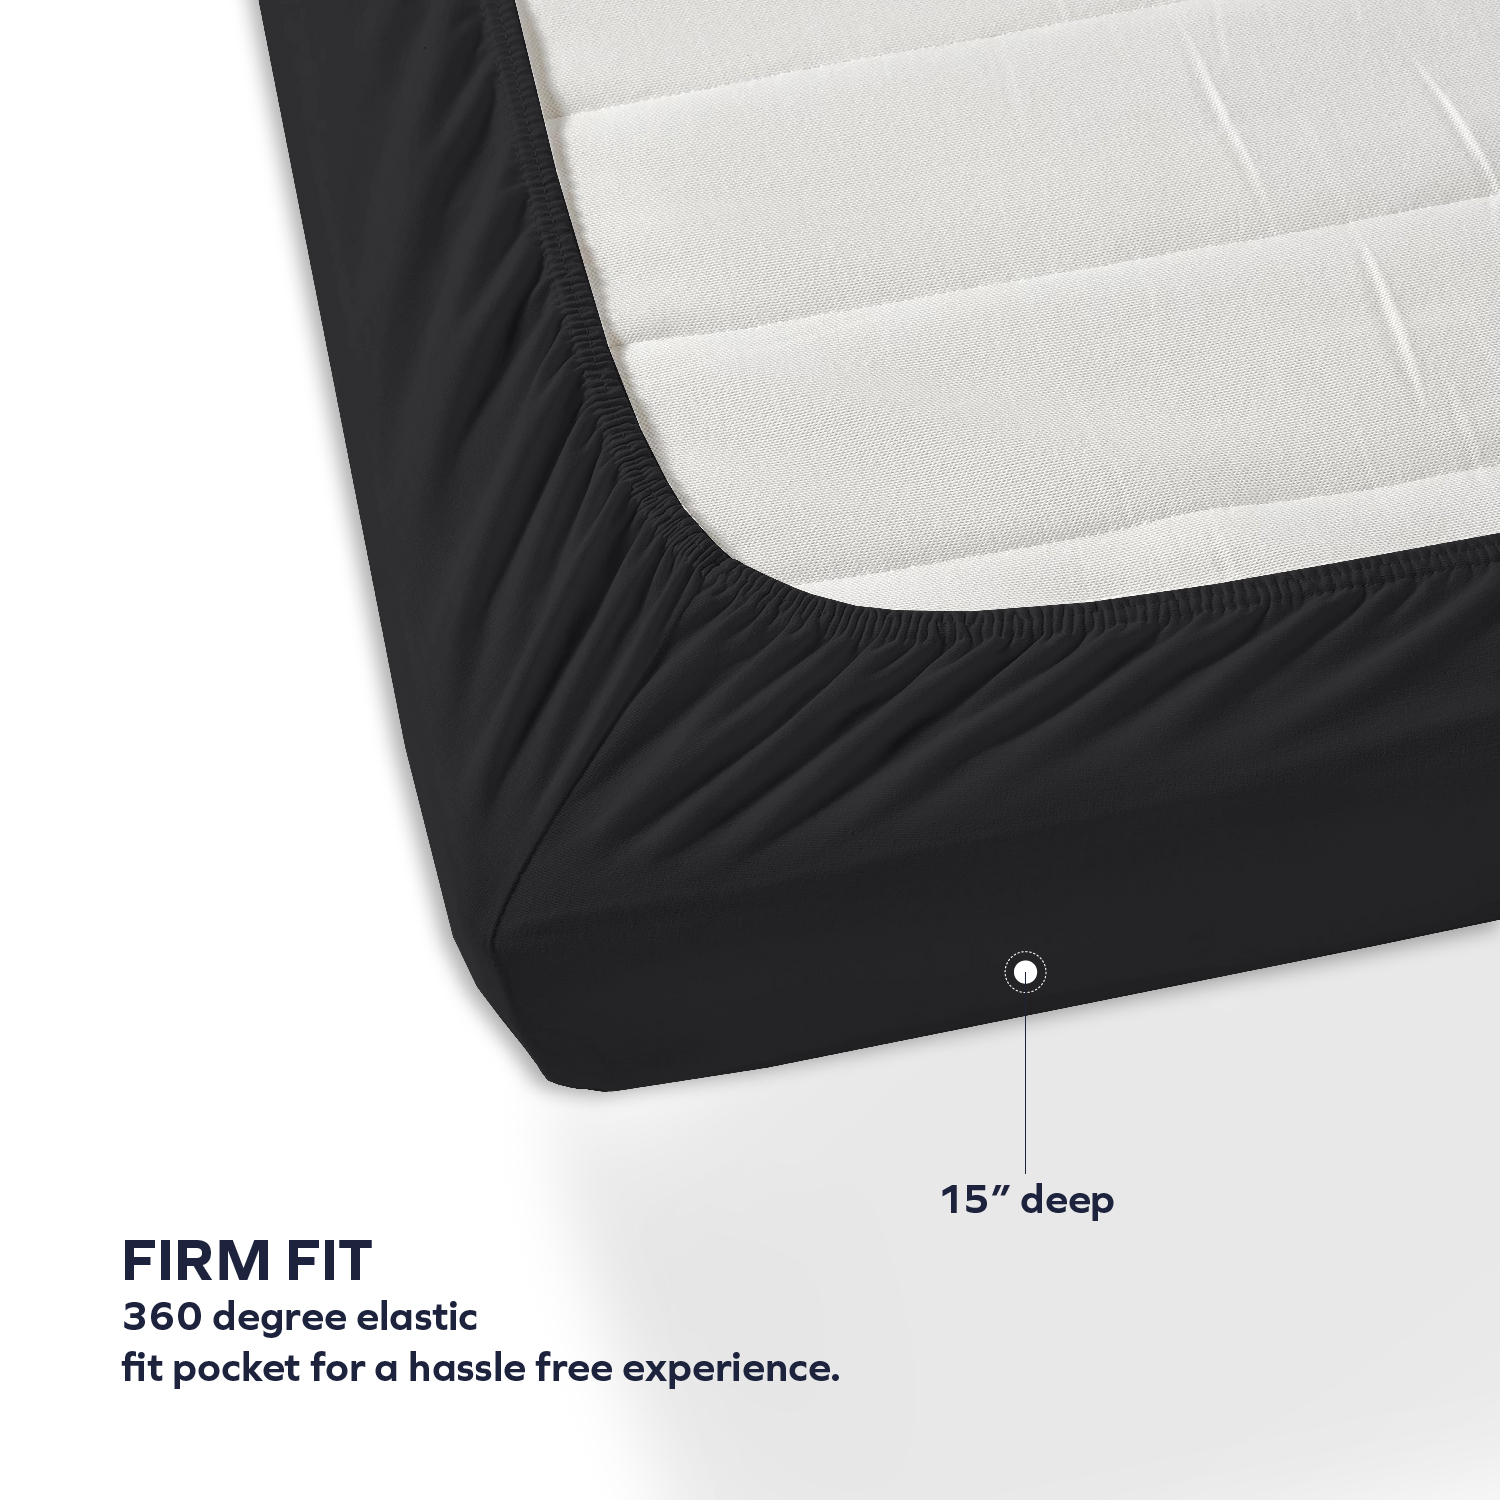 15″ deep
FIRM FIT
360 degree elastic
fit pocket for a hassle free experience.